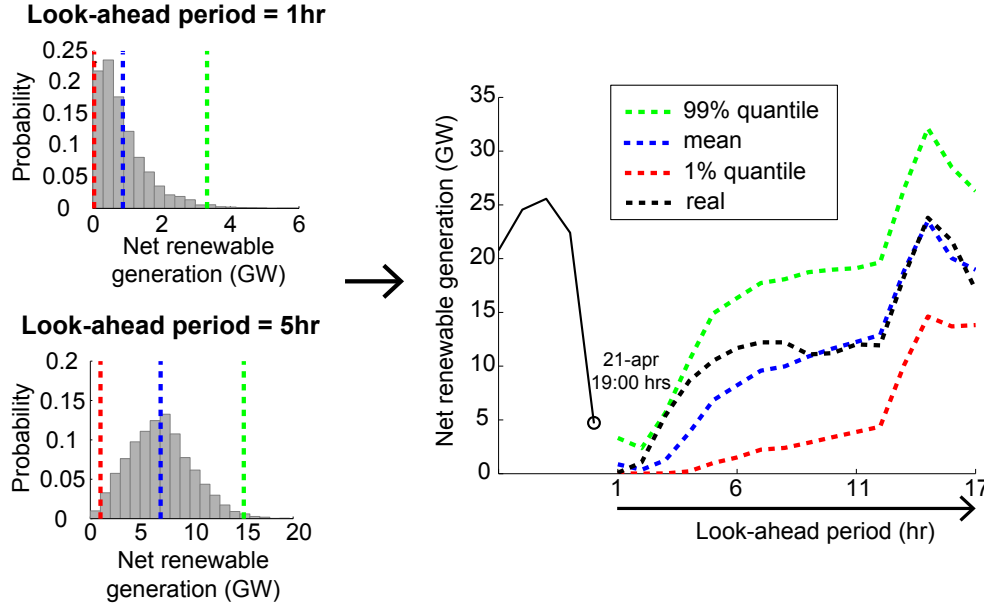 Look-ahead period = 1hr
0.25
0.2
0.15
0.1
0.05
0
Probability
0 2 4 6
Net renewable
generation (GW)
Look-ahead period = 5hr
0.2
0.15
0.1
0.05
0
Probability
0 5 10 15 20
Net renewable
generation (GW)
35
30
25
20
15
10
5
0
Net renewable generation (GW)
99% quantile
mean
1% quantile
real
21-apr
19:00 hrs
1 6 11 17
Look-ahead period (hr)